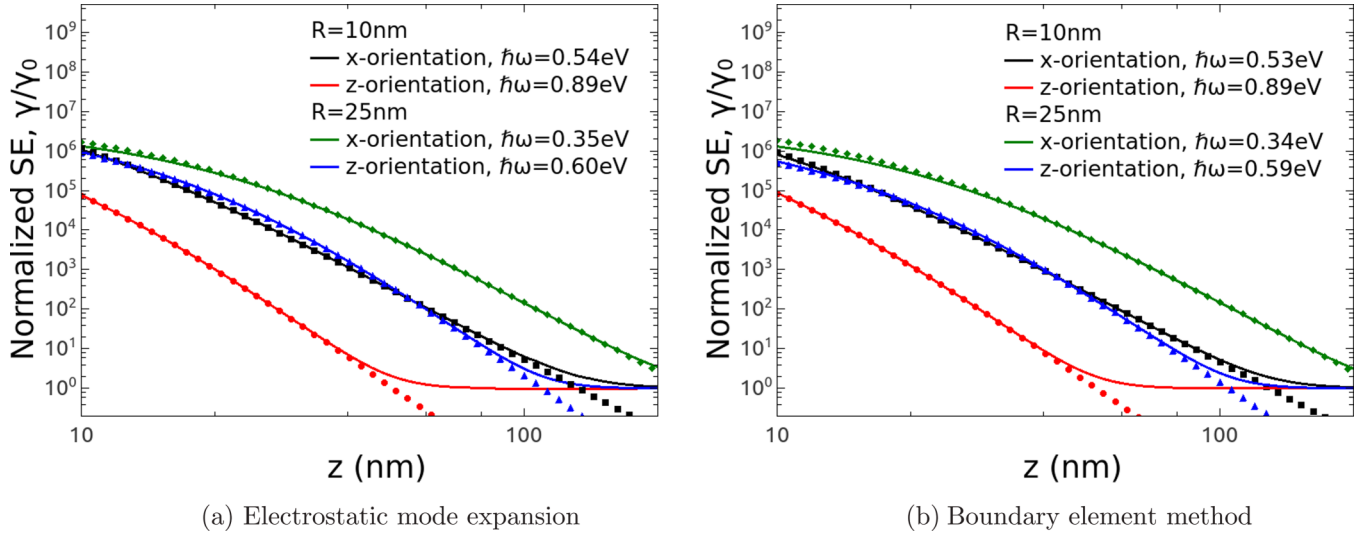 Normalized SE, γ/γ₀
10⁹
10⁸
10⁷
10⁶
10⁵
10⁴
10³
10²
10¹
10⁰
R=10nm
x-orientation, ℏω=0.54eV
z-orientation, ℏω=0.89eV
R=25nm
x-orientation, ℏω=0.35eV
z-orientation, ℏω=0.60eV
10
100
z (nm)
(a) Electrostatic mode expansion
Normalized SE, γ/γ₀
10⁹
10⁸
10⁷
10⁶
10⁵
10⁴
10³
10²
10¹
10⁰
R=10nm
x-orientation, ℏω=0.53eV
z-orientation, ℏω=0.89eV
R=25nm
x-orientation, ℏω=0.34eV
z-orientation, ℏω=0.59eV
10
100
z (nm)
(b) Boundary element method